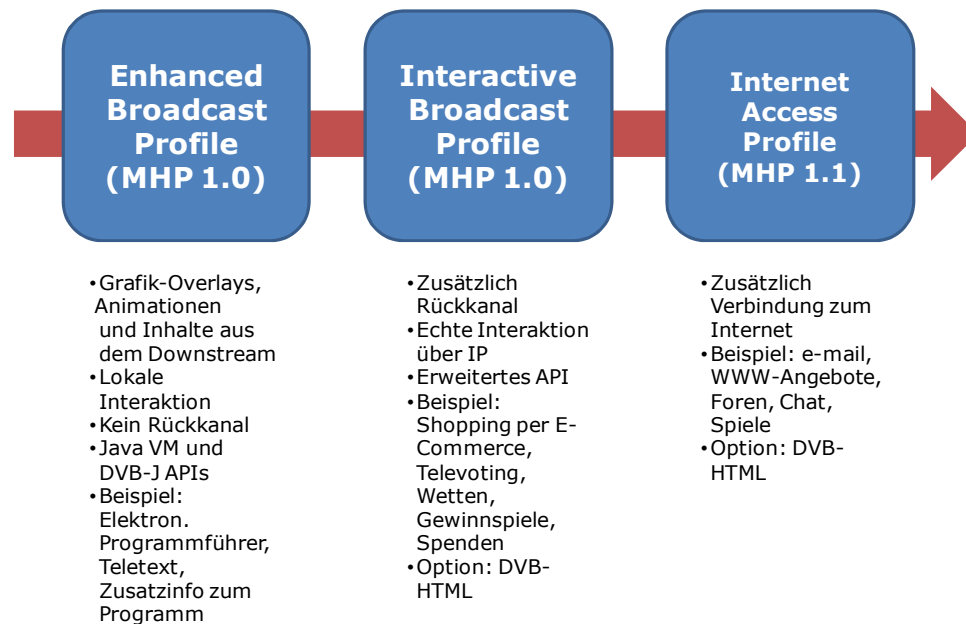 Enhanced
Broadcast
Profile
(MHP 1.0)
Interactive
Broadcast
Profile
(MHP 1.0)
Internet
Access
Profile
(MHP 1.1)
•Grafik-Overlays,
Animationen
und Inhalte aus
dem Downstream
•Lokale
Interaktion
•Kein Rückkanal
•Java VM und
DVB-J APIs
•Beispiel:
Elektron.
Programmführer,
Teletext,
Zusatzinfo zum
Programm
•Zusätzlich
Rückkanal
•Echte Interaktion
über IP
•Erweitertes API
•Beispiel:
Shopping per E-
Commerce,
Televoting,
Wetten,
Gewinnspiele,
Spenden
•Option: DVB-
HTML
•Zusätzlich
Verbindung zum
Internet
•Beispiel: e-mail,
WWW-Angebote,
Foren, Chat,
Spiele
•Option: DVB-
HTML